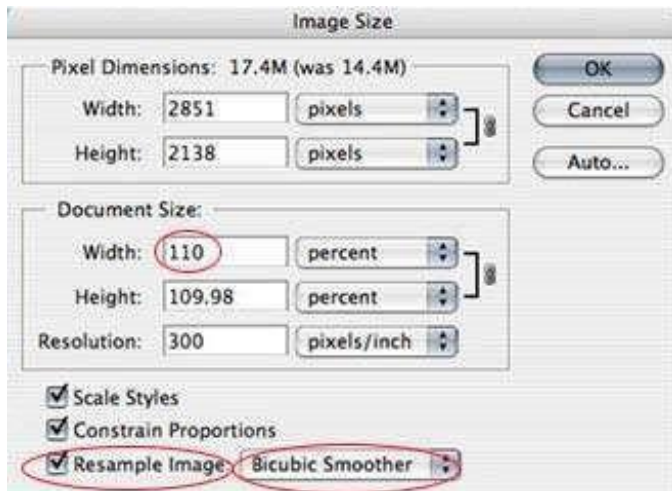 Image Size
Pixel Dimensions: 17.4M (was 14.4M)
Width: 2851 pixels
Height: 2138 pixels
OK
Cancel
Auto...
Document Size:
Width: 110 percent
Height: 109.98 percent
Resolution: 300 pixels/inch
Scale Styles
Constrain Proportions
Resample Image: Bicubic Smoother